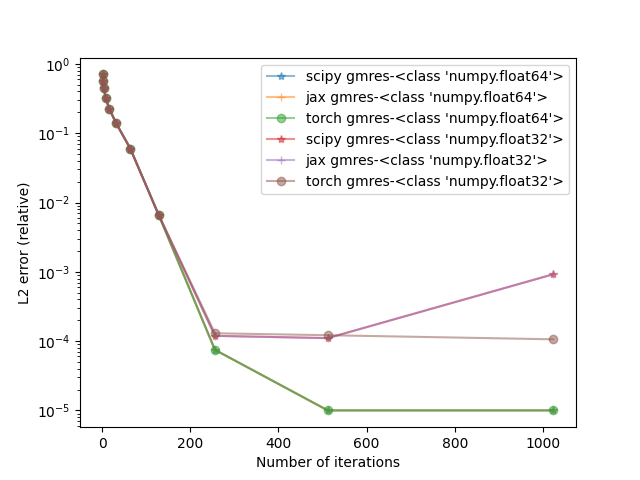 scipy gmres-<class 'numpy.float64'>
jax gmres-<class 'numpy.float64'>
torch gmres-<class 'numpy.float64'>
scipy gmres-<class 'numpy.float32'>
jax gmres-<class 'numpy.float32'>
torch gmres-<class 'numpy.float32'>
L2 error (relative)
10⁰
10⁻¹
10⁻²
10⁻³
10⁻⁴
10⁻⁵
0 200 400 600 800 1000
Number of iterations